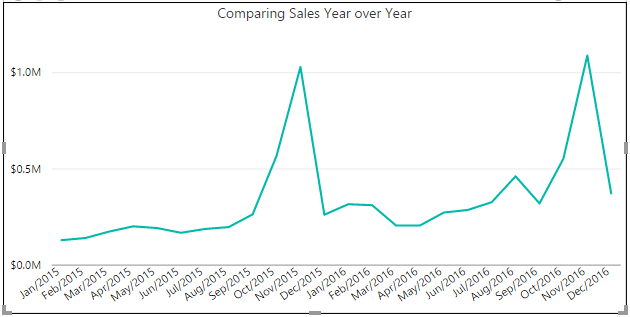 Comparing Sales Year over Year
$1.0M
$0.5M
$0.0M
Jan/2015
Feb/2015
Mar/2015
Apr/2015
May/2015
Jun/2015
Jul/2015
Aug/2015
Sep/2015
Oct/2015
Nov/2015
Dec/2015
Jan/2016
Feb/2016
Mar/2016
Apr/2016
May/2016
Jun/2016
Jul/2016
Aug/2016
Sep/2016
Oct/2016
Nov/2016
Dec/2016